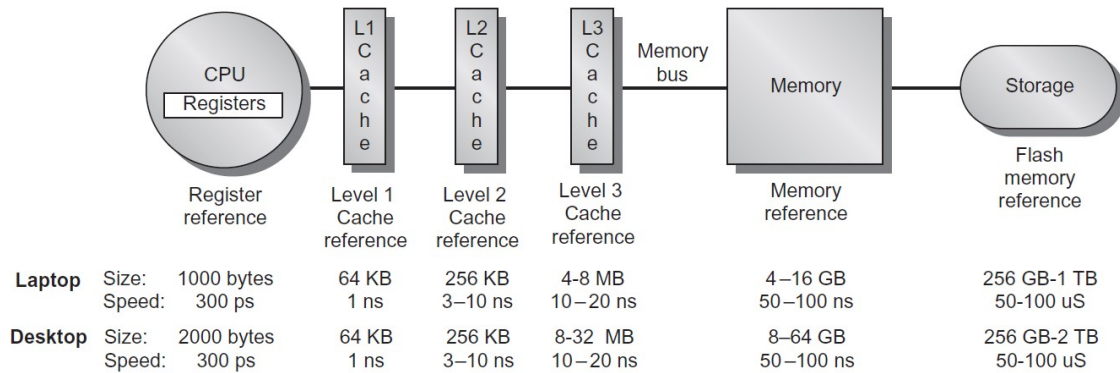 CPU
Registers
L1
C
a
c
h
e
L2
C
a
c
h
e
L3
C
a
c
h
e
Memory
bus
Memory
Storage
Register
reference
Level 1
Cache
reference
Level 2
Cache
reference
Level 3
Cache
reference
Memory
reference
Flash
memory
reference
Laptop Size: 1000 bytes 64 KB 256 KB 4-8 MB 4–16 GB 256 GB-1 TB
Speed: 300 ps 1 ns 3–10 ns 10–20 ns 50–100 ns 50-100 uS
Desktop Size: 2000 bytes 64 KB 256 KB 8-32 MB 8–64 GB 256 GB-2 TB
Speed: 300 ps 1 ns 3–10 ns 10–20 ns 50–100 ns 50-100 uS